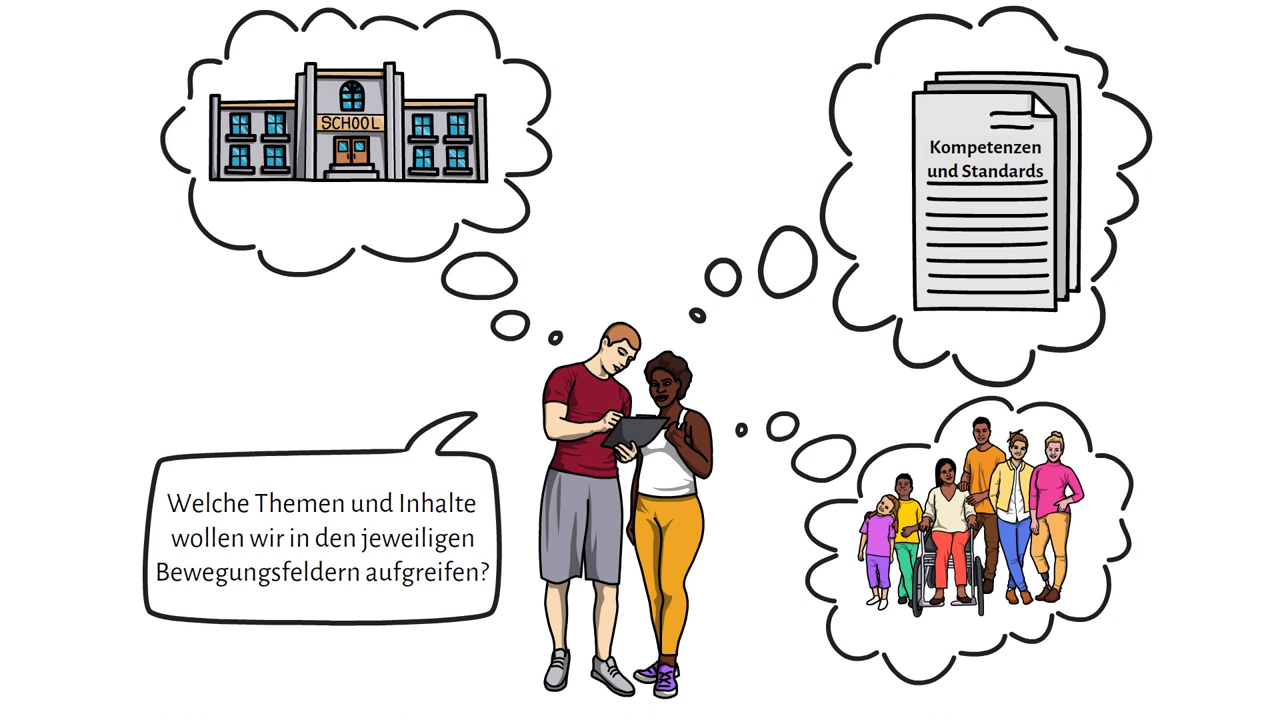 SCHOOL
Kompetenzen
und Standards
Welche Themen und Inhalte
wollen wir in den jeweiligen
Bewegungsfeldern aufgreifen?